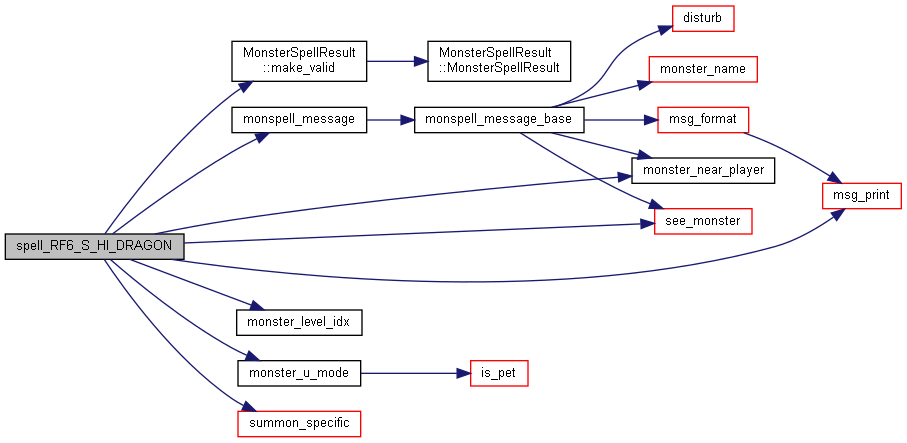 disturb
MonsterSpellResult
::make_valid
MonsterSpellResult
::MonsterSpellResult
monster_name
monspell_message
monspell_message_base
msg_format
monster_near_player
msg_print
see_monster
spell_RF6_S_HI_DRAGON
monster_level_idx
monster_u_mode
is_pet
summon_specific